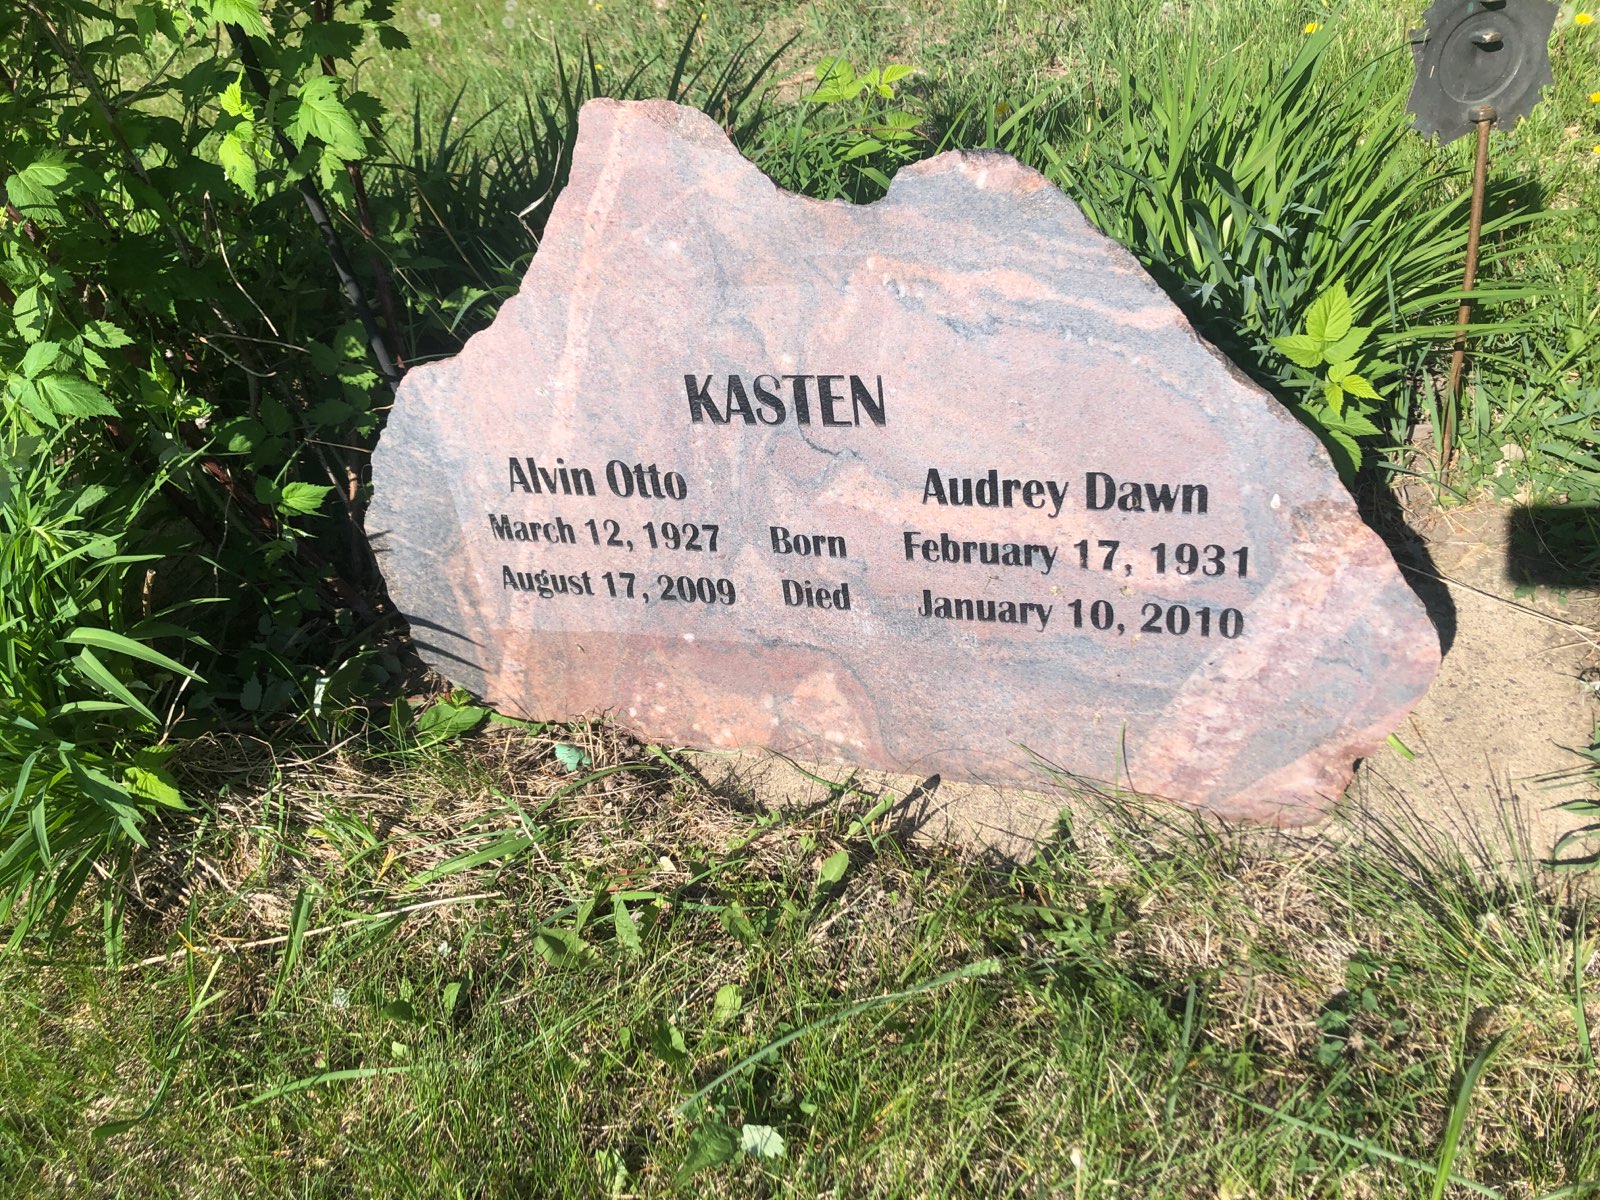 KASTEN
Alvin Otto Audrey Dawn
March 12, 1927 Born February 17, 1931
August 17, 2009 Died January 10, 2010